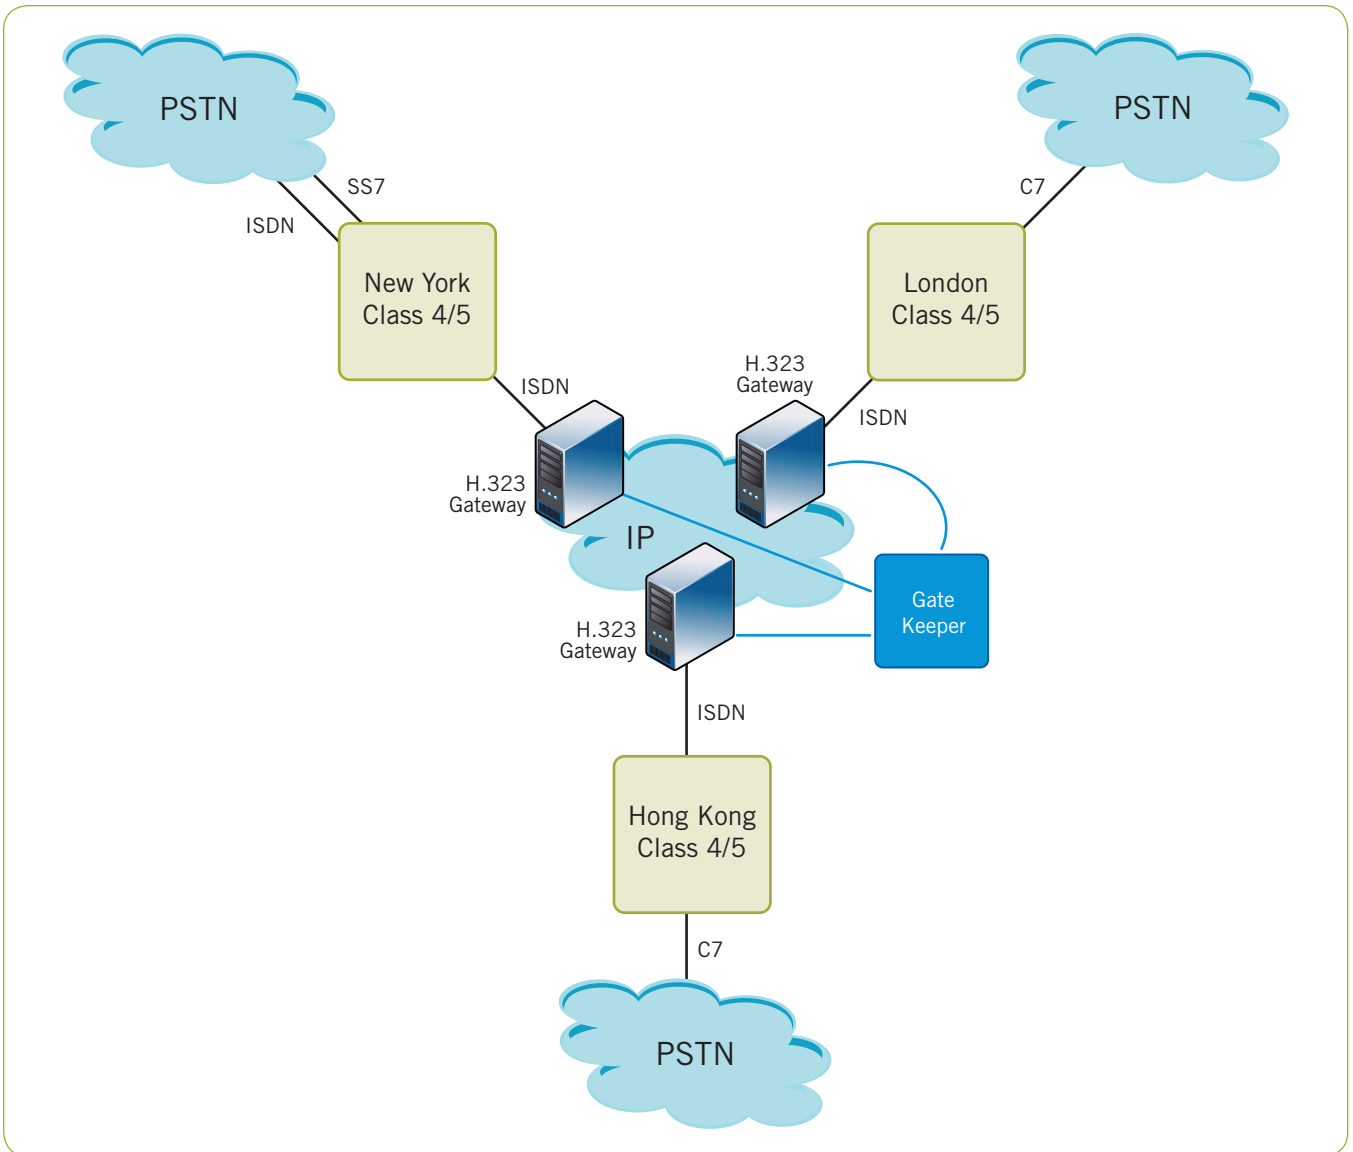 PSTN
PSTN
SS7
C7
ISDN
New York
Class 4/5
London
Class 4/5
H.323
Gateway
ISDN
ISDN
H.323
Gateway
IP
Gate
Keeper
H.323
Gateway
ISDN
Hong Kong
Class 4/5
C7
PSTN